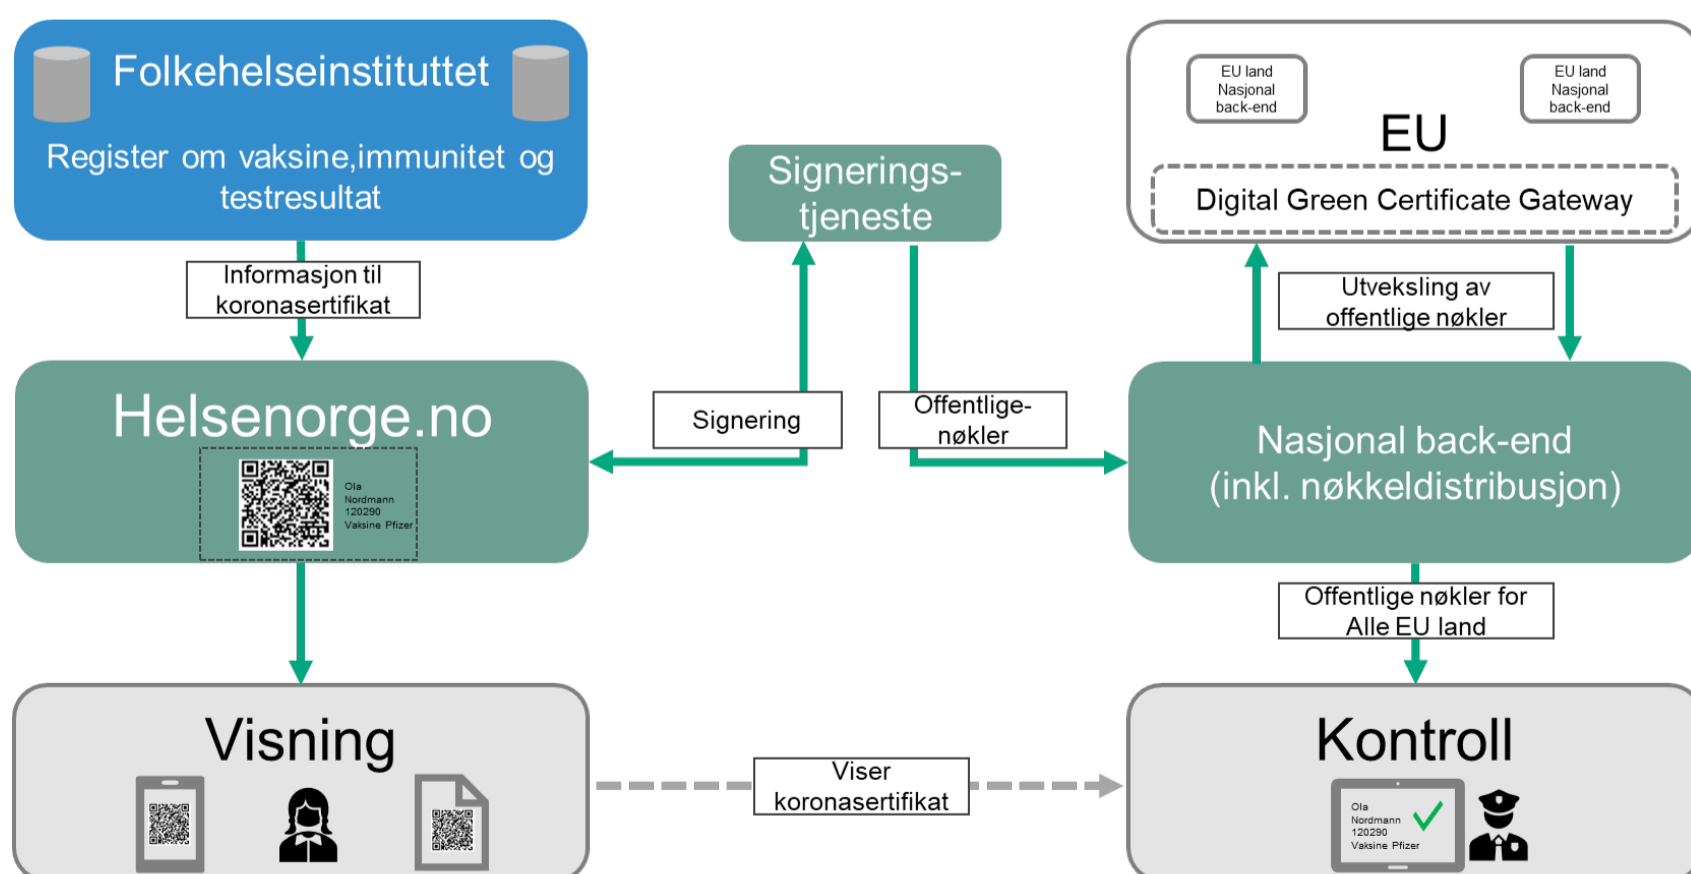 Folkehelseinstituttet
Register om vaksine,immunitet og
testresultat
Informasjon til
koronasertifikat
Helsenorge.no
Ola
Nordmann
120290
Vaksine Pfizer
Visning
Signerings-
tjeneste
Signering
Offentlige-
nøkler
Viser
koronasertifikat
EU land
Nasjonal
back-end
EU land
Nasjonal
back-end
EU
Digital Green Certificate Gateway
Utveksling av
offentlige nøkler
Nasjonal back-end
(inkl. nøkkeldistribusjon)
Offentlige nøkler for
Alle EU land
Kontroll
Ola
Nordmann
120290
Vaksine Pfizer